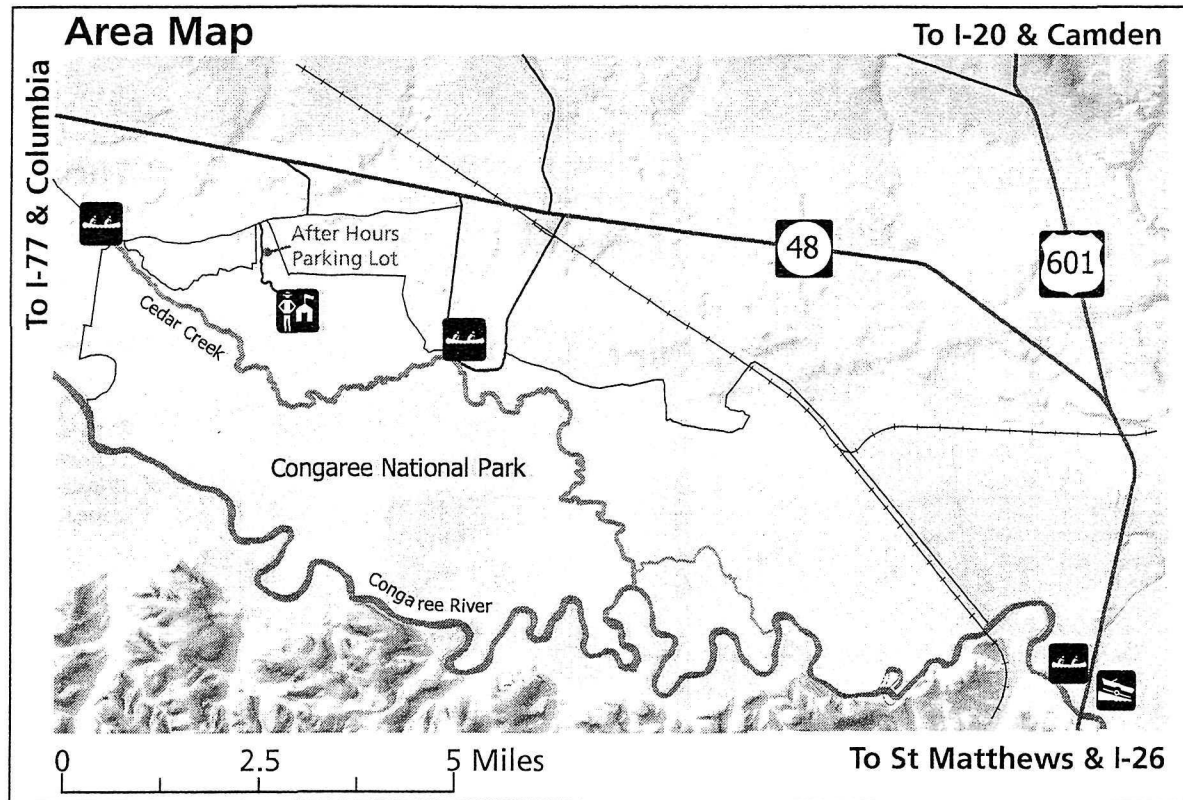 Area Map
To I-20 & Camden
To I-77 & Columbia
After Hours
Parking Lot
48
601
Cedar Creek
Congaree National Park
Congaree River
0 2.5 5 Miles
To St Matthews & I-26